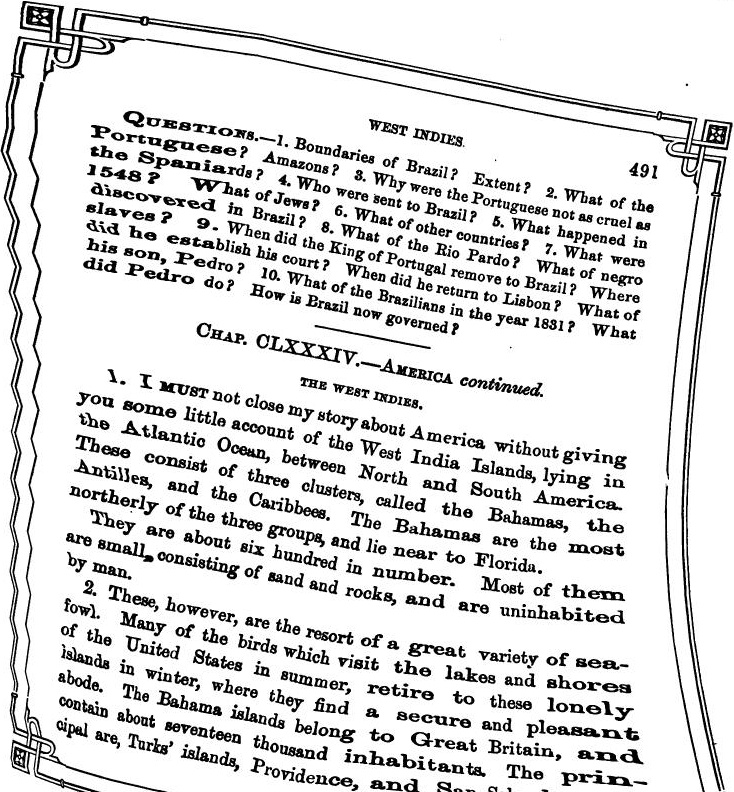 WEST INDIES.
491
QUESTIONS.—1. Boundaries of Brazil? Extent? 2. What of the
Portuguese? Amazons? 3. Why were the Portuguese not as cruel as
the Spaniards? 4. Who were sent to Brazil? 5. What happened in
1548? What of Jews? 6. What of other countries? 7. What were
discovered in Brazil? 8. What of the Rio Pardo? What of negro
slaves? 9. When did the King of Portugal remove to Brazil? Where
did he establish his court? When did he return to Lisbon? What of
his son, Pedro? 10. What of the Brazilians in the year 1831? What
did Pedro do? How is Brazil now governed?
CHAP. CLXXXIV.—AMERICA continued.
THE WEST INDIES.
1. I MUST not close my story about America without giving
you some little account of the West India Islands, lying in
the Atlantic Ocean, between North and South America.
These consist of three clusters, called the Bahamas, the
Antilles, and the Caribbees. The Bahamas are the most
northerly of the three groups, and lie near to Florida.
They are about six hundred in number. Most of them
are small, consisting of sand and rocks, and are uninhabited
by man.
2. These, however, are the resort of a great variety of sea-
fowl. Many of the birds which visit the lakes and shores
of the United States in summer, retire to these lonely
islands in winter, where they find a secure and pleasant
abode. The Bahama islands belong to Great Britain, and
contain about seventeen thousand inhabitants. The prin-
cipal are, Turks' islands, Providence, and San